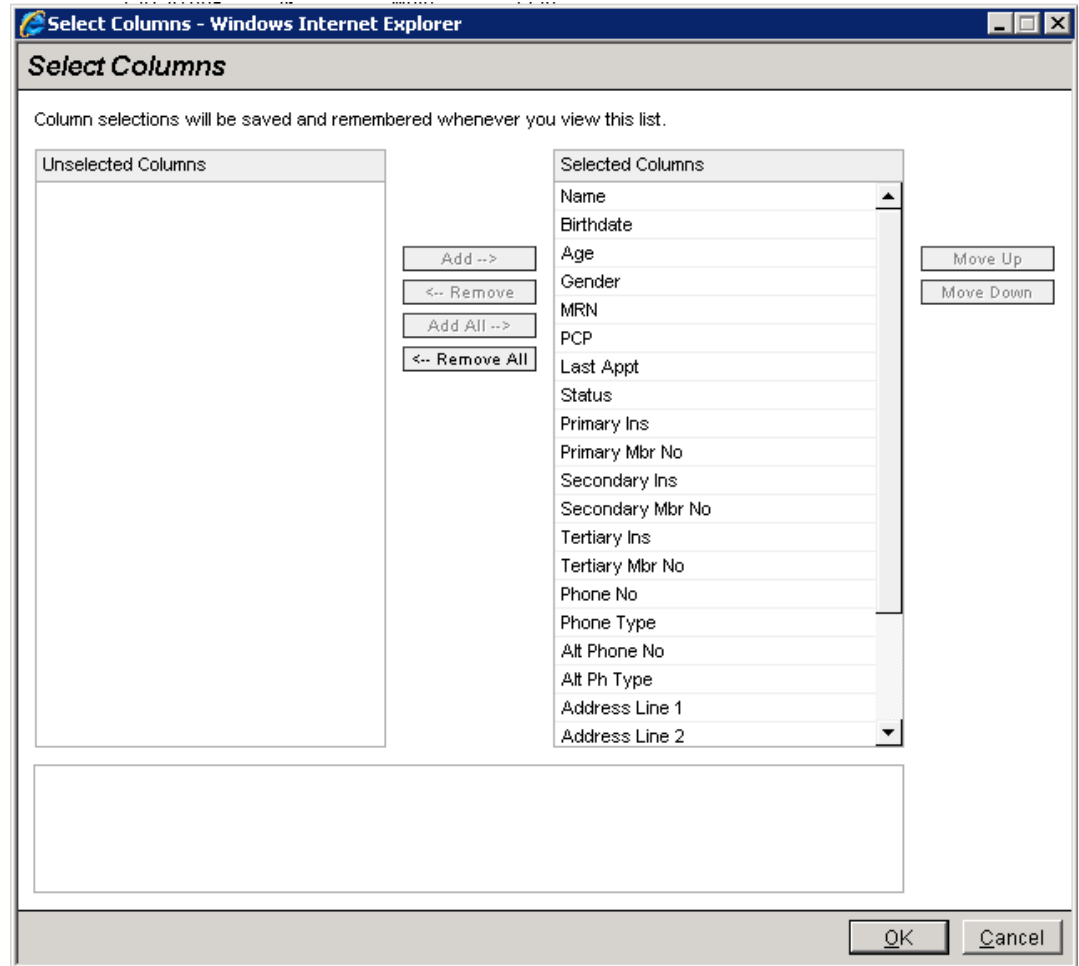 Select Columns - Windows Internet Explorer
Select Columns
Column selections will be saved and remembered whenever you view this list.
Unselected Columns
Add -->
<-- Remove
Add All -->
<-- Remove All
Selected Columns
Name
Birthdate
Age
Gender
MRN
PCP
Last Appt
Status
Primary Ins
Primary Mbr No
Secondary Ins
Secondary Mbr No
Tertiary Ins
Tertiary Mbr No
Phone No
Phone Type
Alt Phone No
Alt Ph Type
Address Line 1
Address Line 2
Move Up
Move Down
OK
Cancel